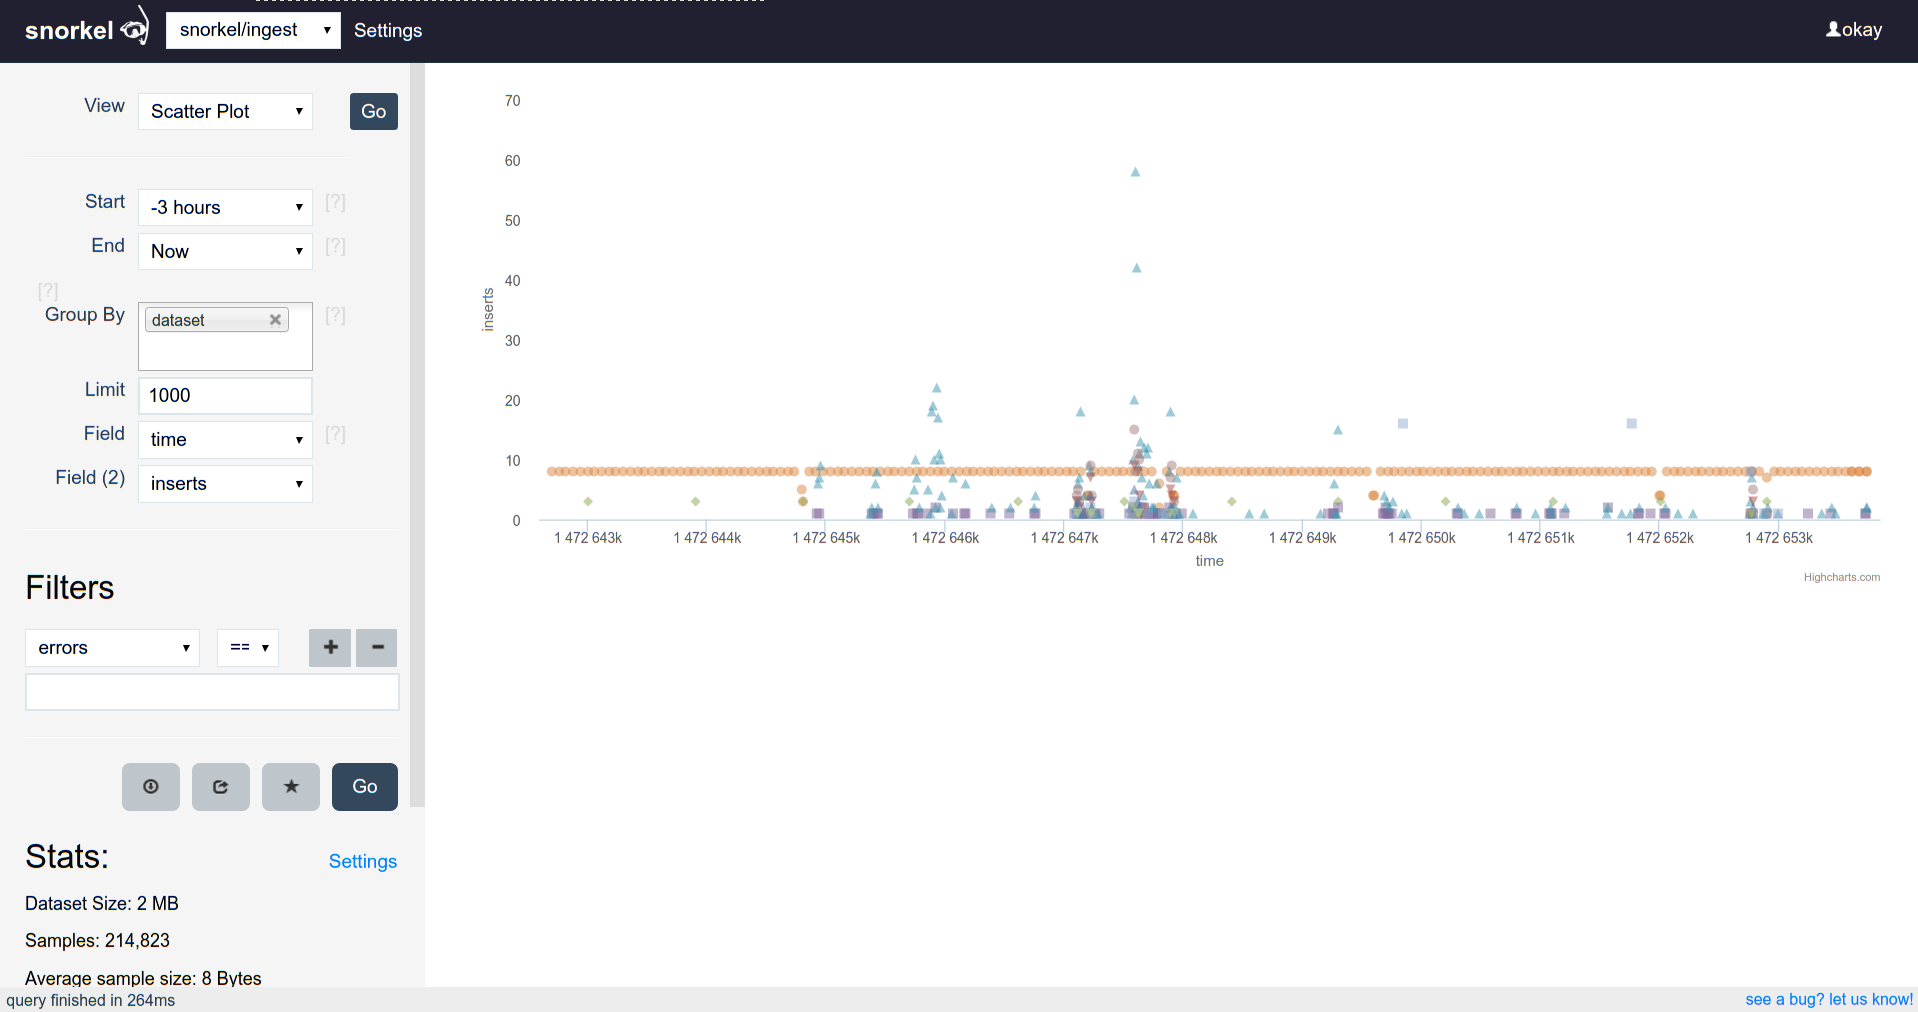 snorkel snorkel/ingest Settings okay
View Scatter Plot Go
Start -3 hours [?]
End Now [?]
[?]
Group By dataset [?]
Limit 1000
Field time [?]
Field (2) inserts
Filters
errors == + -
Go
Stats: Settings
Dataset Size: 2 MB
Samples: 214,823
Average sample size: 8 Bytes
70
60
50
40
30
20
10
0
inserts
1 472 643k 1 472 644k 1 472 645k 1 472 646k 1 472 647k 1 472 648k 1 472 649k 1 472 650k 1 472 651k 1 472 652k 1 472 653k
time
Highcharts.com
query finished in 264ms see a bug? let us know!